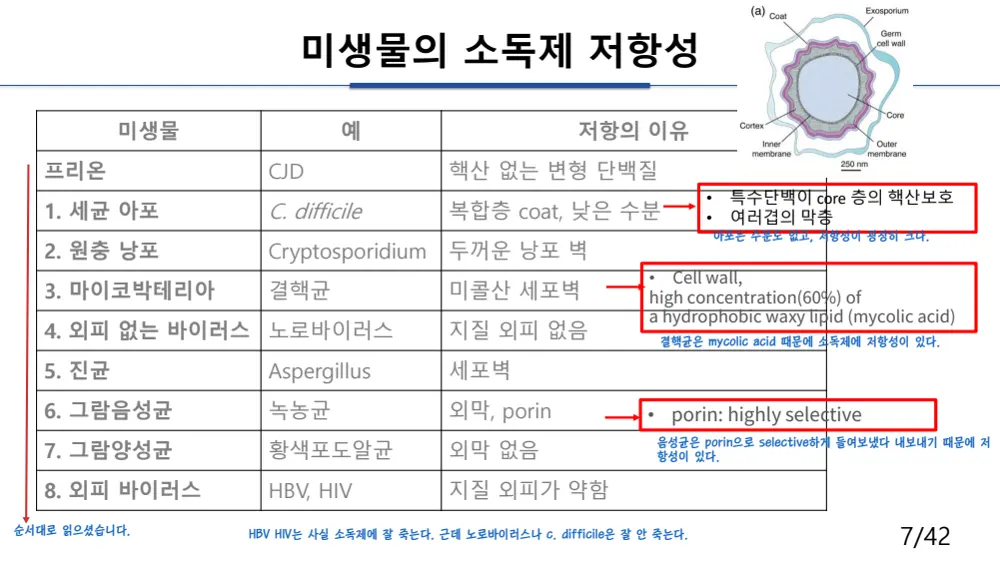 미생물의 소독제 저항성
(a)
Coat
Exosporium
Germ
cell wall
Cortex
Core
Inner
membrane
Outer
membrane
250 nm
미생물 예 저항의 이유
프리온 CJD 핵산 없는 변형 단백질
1. 세균 아포 C. difficile 복합층 coat, 낮은 수분
• 특수단백이 core 층의 핵산보호
• 여러겹의 막층
아포는 수분도 없고, 저항성이 굉장히 크다.
2. 원충 낭포 Cryptosporidium 두꺼운 낭포 벽
3. 마이코박테리아 결핵균 미콜산 세포벽
• Cell wall,
high concentration(60%) of
a hydrophobic waxy lipid (mycolic acid)
결핵균은 mycolic acid 때문에 소독제에 저항성이 있다.
4. 외피 없는 바이러스 노로바이러스 지질 외피 없음
5. 진균 Aspergillus 세포벽
6. 그람음성균 녹농균 외막, porin
• porin: highly selective
음성균은 porin으로 selective하게 들여보냈다 내보내기 때문에 저
항성이 있다.
7. 그람양성균 황색포도알균 외막 없음
8. 외피 바이러스 HBV, HIV 지질 외피가 약함
순서대로 읽으셨습니다.
HBV HIV는 사실 소독제에 잘 죽는다. 근데 노로바이러스나 c. difficile은 잘 안 죽는다.
7/42